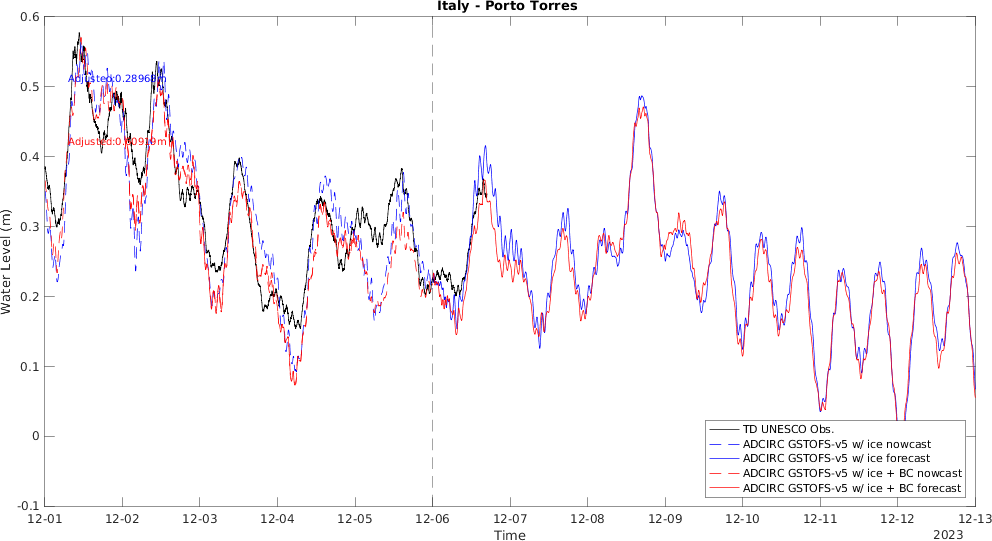 Italy - Porto Torres
0.6
0.5
0.4
0.3
0.2
0.1
0
-0.1
Water Level (m)
12-01
12-02
12-03
12-04
12-05
12-06
12-07
12-08
12-09
12-10
12-11
12-12
12-13
Time
2023
TD UNESCO Obs.
ADCIRC GSTOFS-v5 w/ ice nowcast
ADCIRC GSTOFS-v5 w/ ice forecast
ADCIRC GSTOFS-v5 w/ ice + BC nowcast
ADCIRC GSTOFS-v5 w/ ice + BC forecast